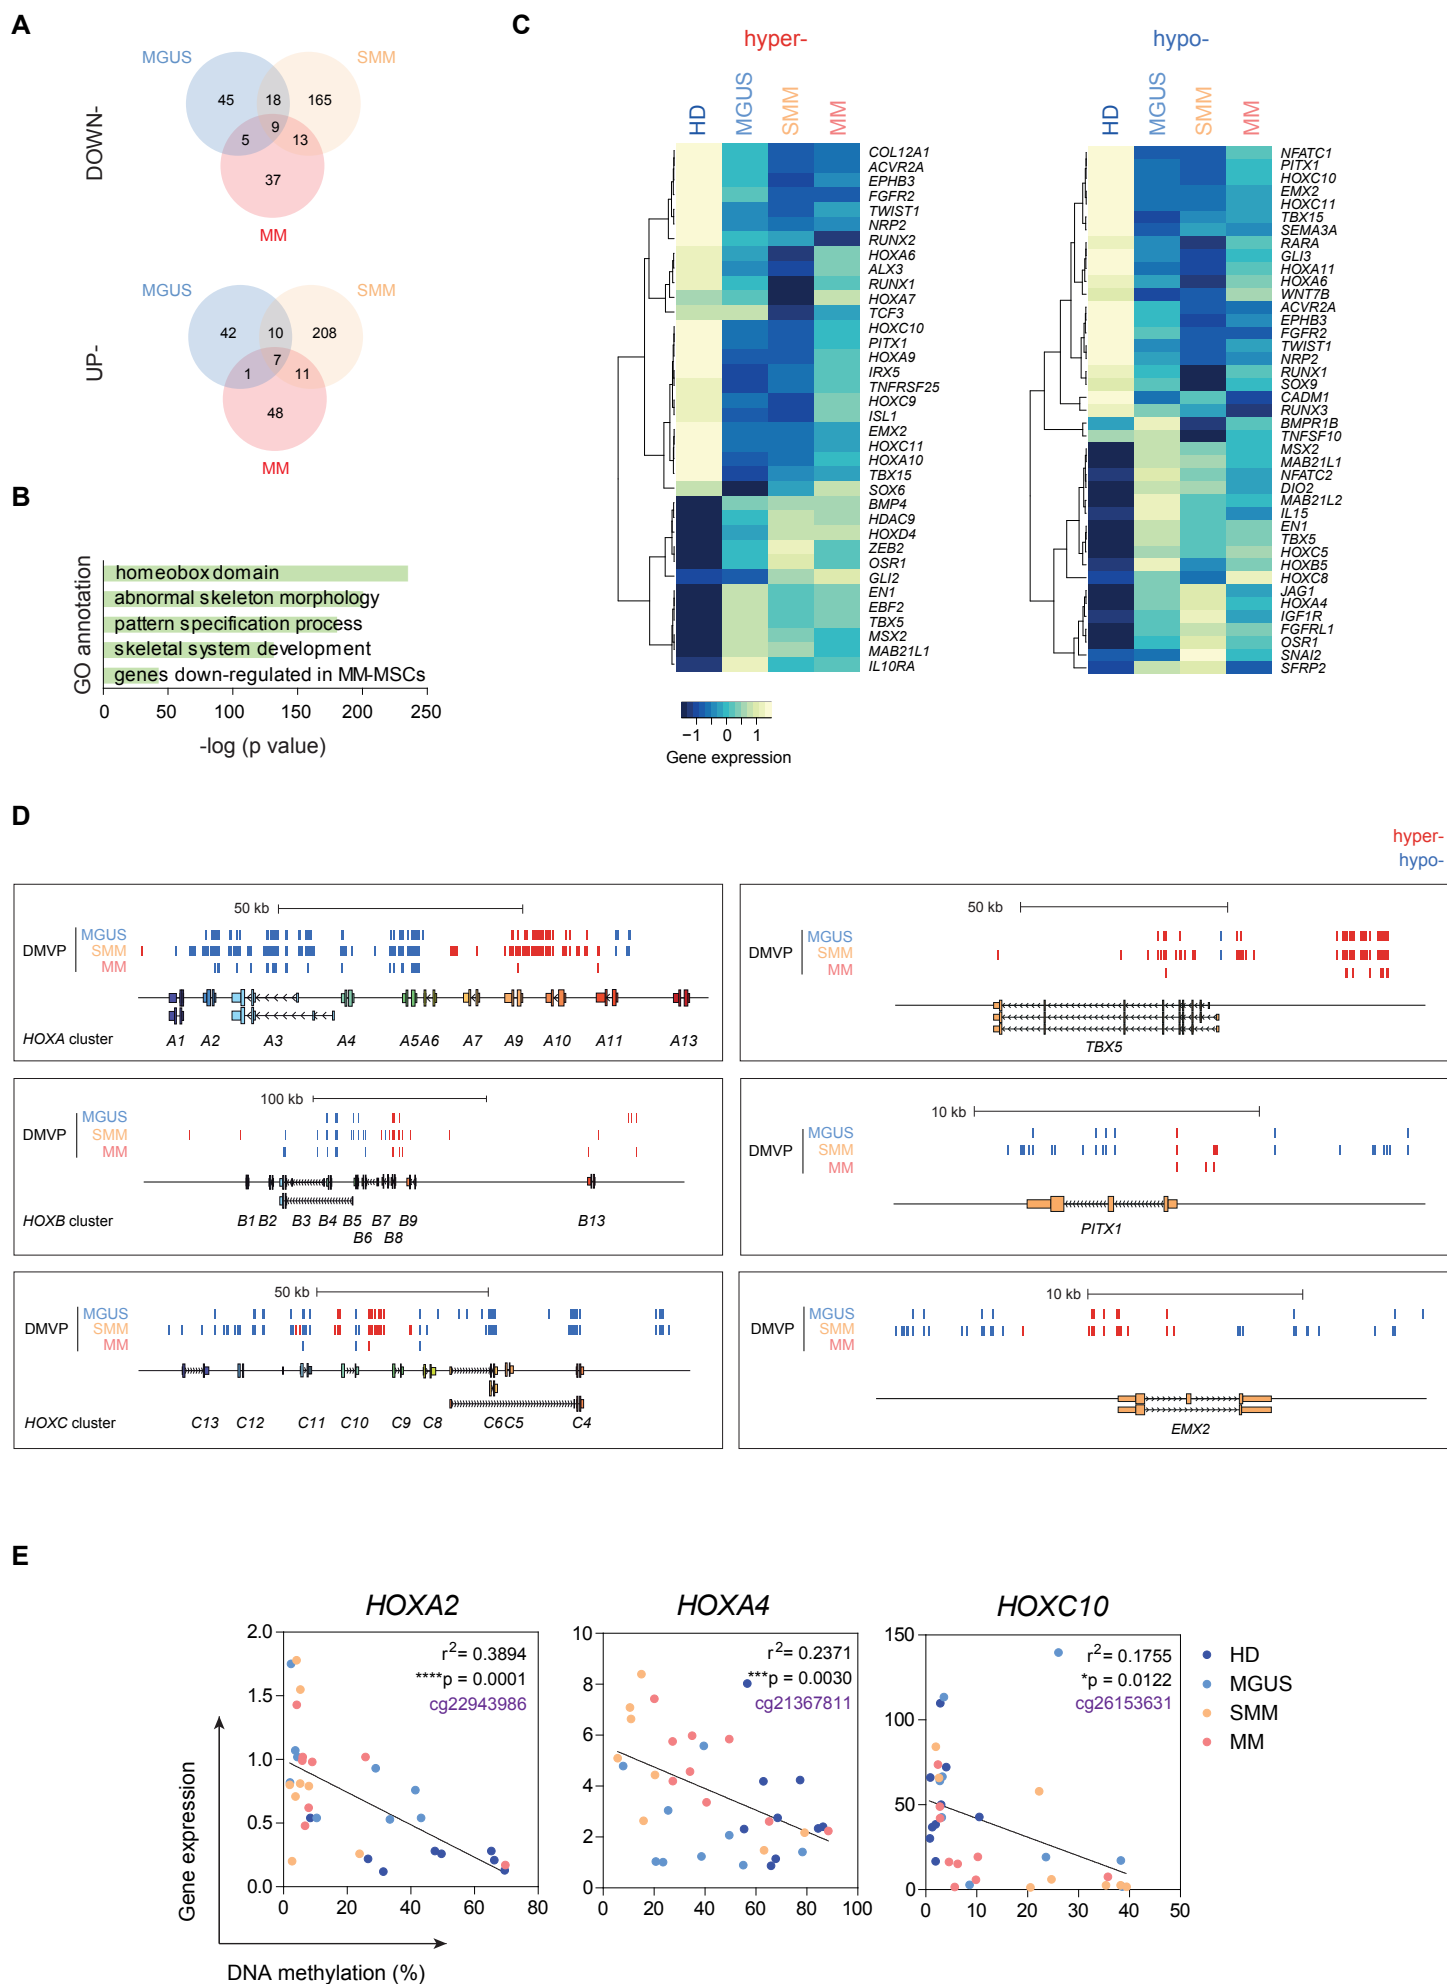 A
MGUS
SMM
DOWN-
45
18
165
9
5
13
37
MM
MGUS
SMM
UP-
42
10
208
7
1
11
48
MM
B
GO annotation
homeobox domain
abnormal skeleton morphology
pattern specification process
skeletal system development
genes down-regulated in MM-MSCs
0 50 100 150 200 250
-log (p value)
C
hyper-
HD MGUS SMM MM
COL12A1
ACVR2A
EPHB3
FGFR2
TWIST1
NRP2
RUNX2
HOXA6
ALX3
RUNX1
HOXA7
TCF3
HOXC10
PITX1
HOXA9
IRX5
TNFRSF25
HOXC9
ISL1
EMX2
HOXC11
HOXA10
TBX15
SOX6
BMP4
HDAC9
HOXD4
ZEB2
OSR1
GLI2
EN1
EBF2
TBX5
MSX2
MAB21L1
IL10RA
−1 0 1
Gene expression
hypo-
HD MGUS SMM MM
NFATC1
PITX1
HOXC10
EMX2
HOXC11
TBX15
SEMA3A
RARA
GLI3
HOXA11
HOXA6
WNT7B
ACVR2A
EPHB3
FGFR2
TWIST1
NRP2
RUNX1
SOX9
CADM1
RUNX3
BMPR1B
TNFSF10
MSX2
MAB21L1
NFATC2
DIO2
MAB21L2
IL15
EN1
TBX5
HOXC5
HOXB5
HOXC8
JAG1
HOXA4
IGF1R
FGFRL1
OSR1
SNAI2
SFRP2
D
hyper-
hypo-
50 kb
DMVP
MGUS
SMM
MM
HOXA cluster
A1 A2 A3 A4 A5 A6 A7 A9 A10 A11 A13
50 kb
DMVP
MGUS
SMM
MM
TBX5
100 kb
DMVP
MGUS
SMM
MM
HOXB cluster
B1 B2 B3 B4 B5 B7 B9 B13
B6 B8
10 kb
DMVP
MGUS
SMM
MM
PITX1
50 kb
DMVP
MGUS
SMM
MM
HOXC cluster
C13 C12 C11 C10 C9 C8 C6 C5 C4
10 kb
DMVP
MGUS
SMM
MM
EMX2
E
Gene expression
DNA methylation (%)
HOXA2
r²= 0.3894
****p = 0.0001
cg22943986
2.0
1.5
1.0
0.5
0.0
0 20 40 60 80
HOXA4
r²= 0.2371
***p = 0.0030
cg21367811
10
8
6
4
2
0
0 20 40 60 80 100
HOXC10
r²= 0.1755
*p = 0.0122
cg26153631
150
100
50
0
0 10 20 30 40 50
HD
MGUS
SMM
MM